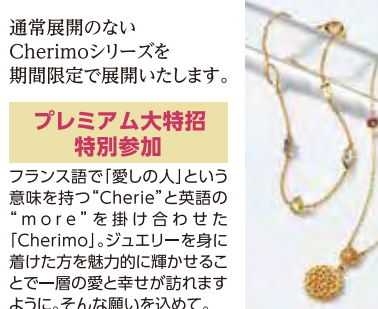 通常展開のない
Cherimoシリーズを
期間限定で展開いたします。
プレミアム大特招
特別参加
フランス語で「愛しの人」という
意味を持つ“Cherie”と英語の
“more”を掛け合わせた
「Cherimo」。ジュエリーを身に
着けた方を魅力的に輝かせるこ
とで一層の愛と幸せが訪れます
ように。そんな願いを込めて。